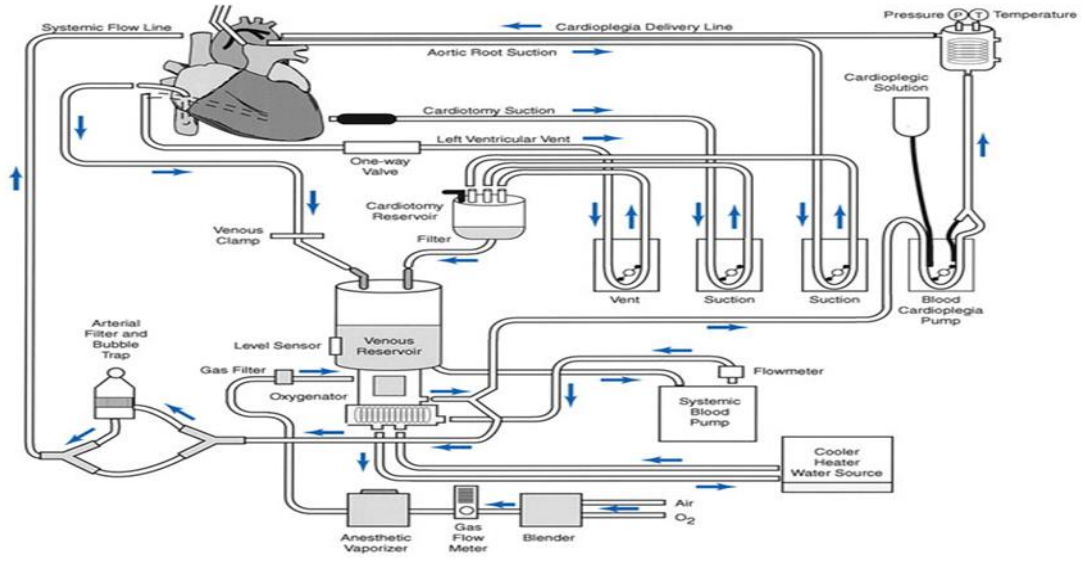 Systemic Flow Line
Cardioplegia Delivery Line
Pressure P T Temperature
Aortic Root Suction
Cardioplegic
Solution
Cardiotomy Suction
Left Ventricular Vent
One-way
Valve
Cardiotomy
Reservoir
Venous
Clamp
Filter
Vent
Suction
Suction
Blood
Cardioplegia
Pump
Arterial
Filter and
Bubble
Trap
Level Sensor
Venous
Reservoir
Gas Filter
Oxygenator
Flowmeter
Systemic
Blood
Pump
Cooler
Heater
Water Source
Air
O2
Anesthetic
Vaporizer
Gas
Flow
Meter
Blender